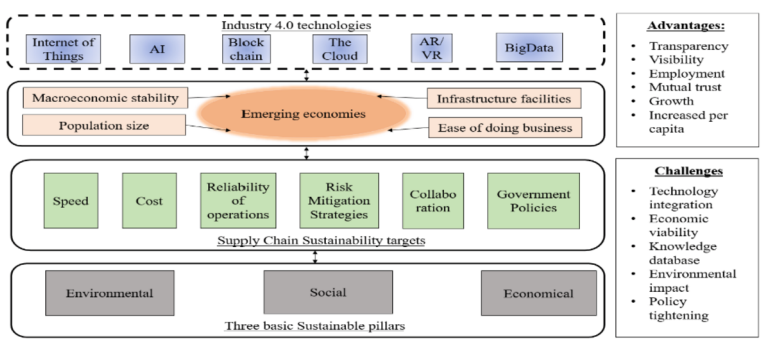 Industry 4.0 technologies
Internet of
Things
AI
Block
chain
The
Cloud
AR/
VR
BigData
Macroeconomic stability
Population size
Emerging economies
Infrastructure facilities
Ease of doing business
Speed
Cost
Reliability
of
operations
Risk
Mitigation
Strategies
Collabo
ration
Government
Policies
Supply Chain Sustainability targets
Environmental
Social
Economical
Three basic Sustainable pillars
Advantages:
• Transparency
• Visibility
• Employment
• Mutual trust
• Growth
• Increased per
capita
Challenges
• Technology
integration
• Economic
viability
• Knowledge
database
• Environmental
impact
• Policy
tightening